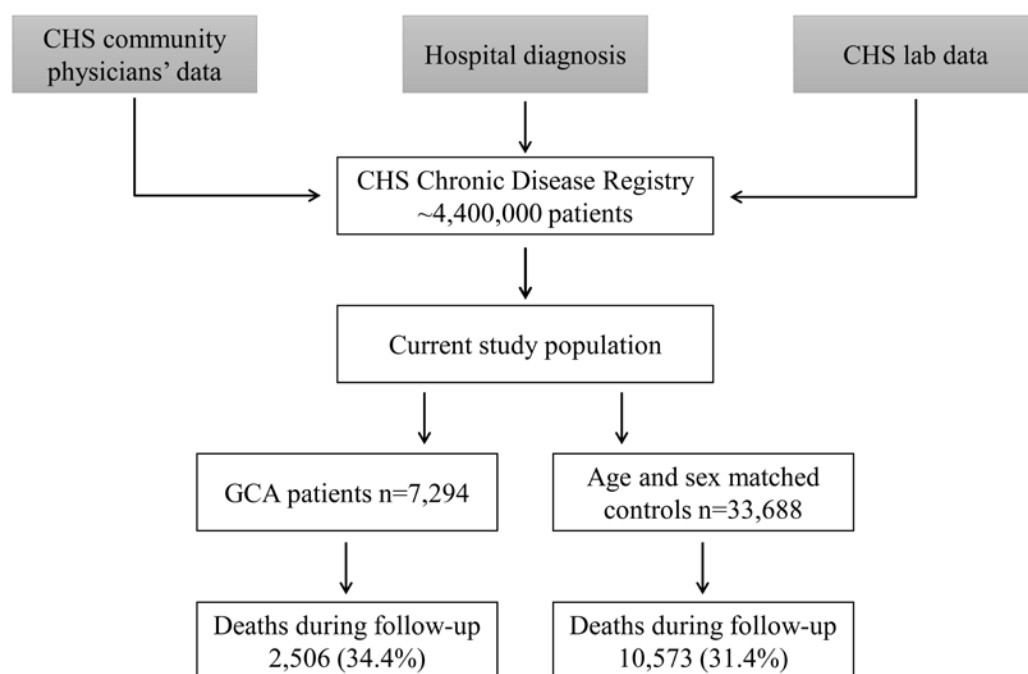 CHS community
physicians’ data
Hospital diagnosis
CHS lab data
CHS Chronic Disease Registry
~4,400,000 patients
Current study population
GCA patients n=7,294
Age and sex matched
controls n=33,688
Deaths during follow-up
2,506 (34.4%)
Deaths during follow-up
10,573 (31.4%)